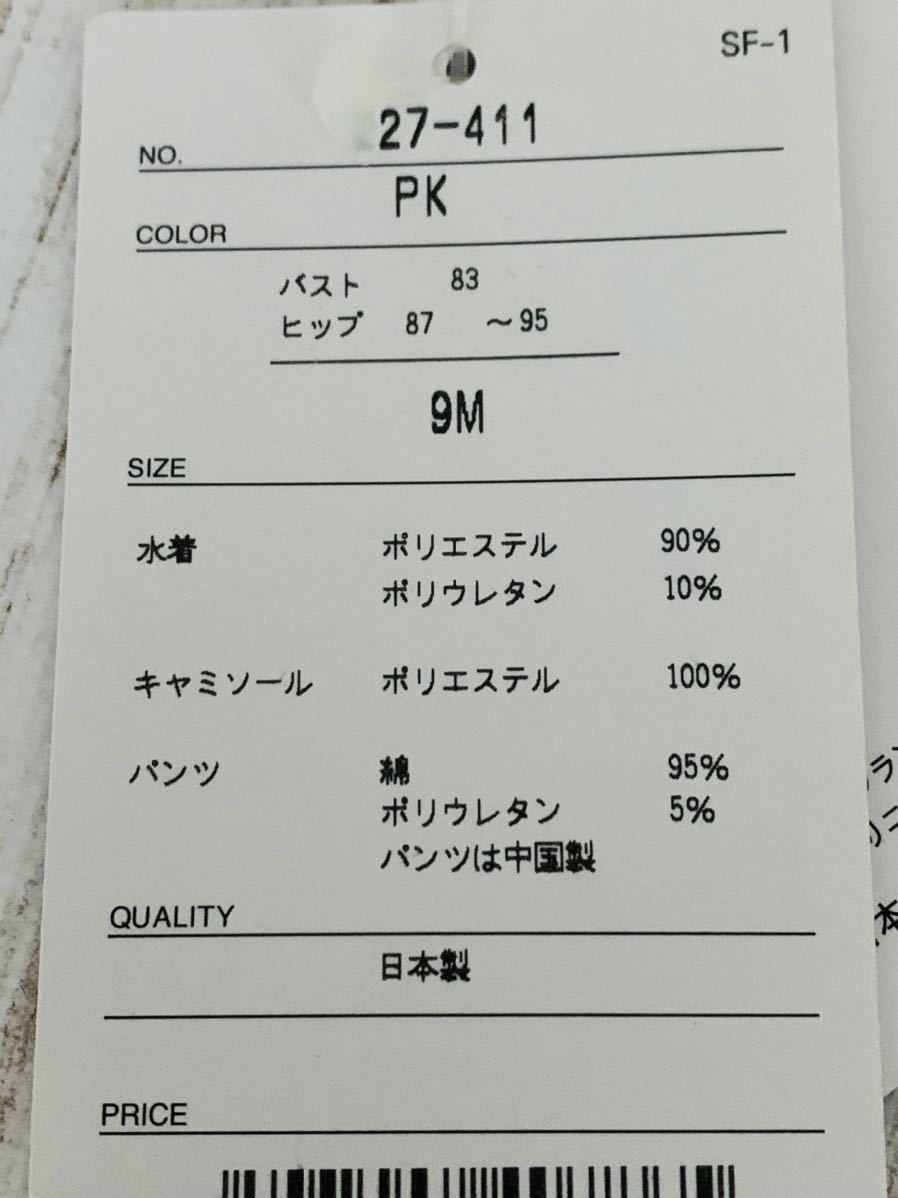 SF-1
NO. 27-411
COLOR PK
バスト 83
ヒップ 87 ～95
9M
SIZE
水着 ポリエステル 90%
ポリウレタン 10%
キャミソール ポリエステル 100%
パンツ 綿 95%
ポリウレタン 5%
パンツは中国製
QUALITY
日本製
PRICE